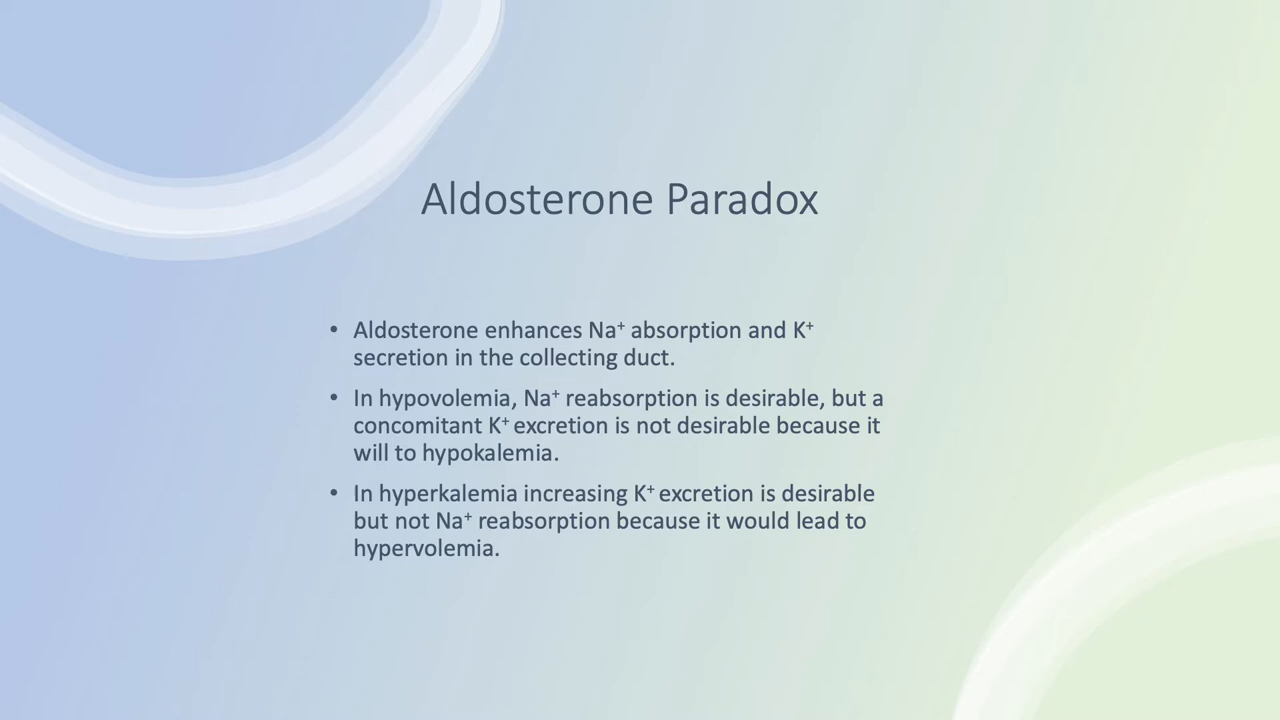 Aldosterone Paradox
• Aldosterone enhances Na⁺ absorption and K⁺
secretion in the collecting duct.
• In hypovolemia, Na⁺ reabsorption is desirable, but a
concomitant K⁺ excretion is not desirable because it
will to hypokalemia.
• In hyperkalemia increasing K⁺ excretion is desirable
but not Na⁺ reabsorption because it would lead to
hypervolemia.